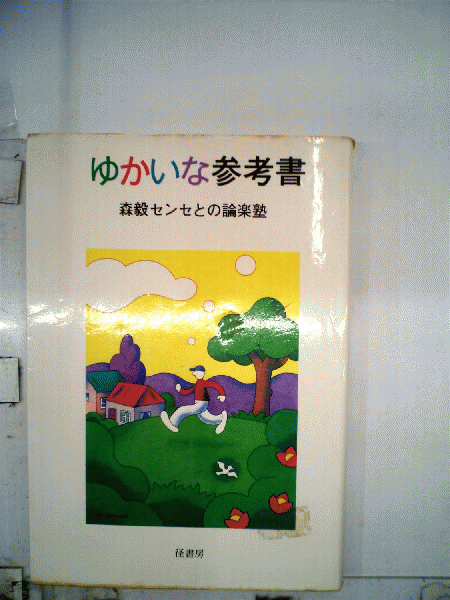 ゆかいな参考書
森毅センセとの論楽塾
径書房